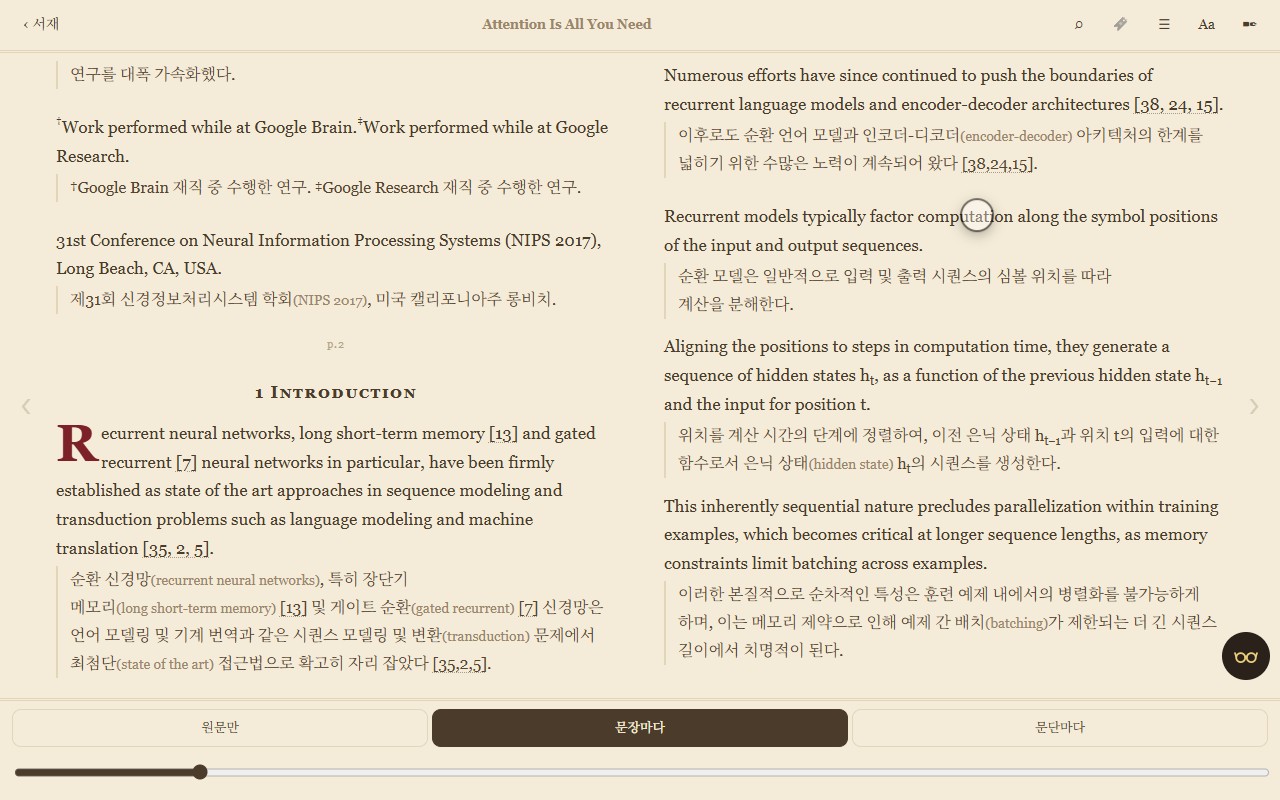 ‹ 서재
Attention Is All You Need
Aa
연구를 대폭 가속화했다.
†Work performed while at Google Brain.‡Work performed while at Google
Research.
†Google Brain 재직 중 수행한 연구. ‡Google Research 재직 중 수행한 연구.
31st Conference on Neural Information Processing Systems (NIPS 2017),
Long Beach, CA, USA.
제31회 신경정보처리시스템 학회(NIPS 2017), 미국 캘리포니아주 롱비치.
p.2
1 Introduction
Recurrent neural networks, long short-term memory [13] and gated
recurrent [7] neural networks in particular, have been firmly
established as state of the art approaches in sequence modeling and
transduction problems such as language modeling and machine
translation [35, 2, 5].
순환 신경망(recurrent neural networks), 특히 장단기
메모리(long short-term memory) [13] 및 게이트 순환(gated recurrent) [7] 신경망은
언어 모델링 및 기계 번역과 같은 시퀀스 모델링 및 변환(transduction) 문제에서
최첨단(state of the art) 접근법으로 확고히 자리 잡았다 [35,2,5].
Numerous efforts have since continued to push the boundaries of
recurrent language models and encoder-decoder architectures [38, 24, 15].
이후로도 순환 언어 모델과 인코더-디코더(encoder-decoder) 아키텍처의 한계를
넓히기 위한 수많은 노력이 계속되어 왔다 [38,24,15].
Recurrent models typically factor computation along the symbol positions
of the input and output sequences.
순환 모델은 일반적으로 입력 및 출력 시퀀스의 심볼 위치를 따라
계산을 분해한다.
Aligning the positions to steps in computation time, they generate a
sequence of hidden states hₜ, as a function of the previous hidden state hₜ₋₁
and the input for position t.
위치를 계산 시간의 단계에 정렬하여, 이전 은닉 상태 hₜ₋₁과 위치 t의 입력에 대한
함수로서 은닉 상태(hidden state) hₜ의 시퀀스를 생성한다.
This inherently sequential nature precludes parallelization within training
examples, which becomes critical at longer sequence lengths, as memory
constraints limit batching across examples.
이러한 본질적으로 순차적인 특성은 훈련 예제 내에서의 병렬화를 불가능하게
하며, 이는 메모리 제약으로 인해 예제 간 배치(batching)가 제한되는 더 긴 시퀀스
길이에서 치명적이 된다.
원문만
문장마다
문단마다